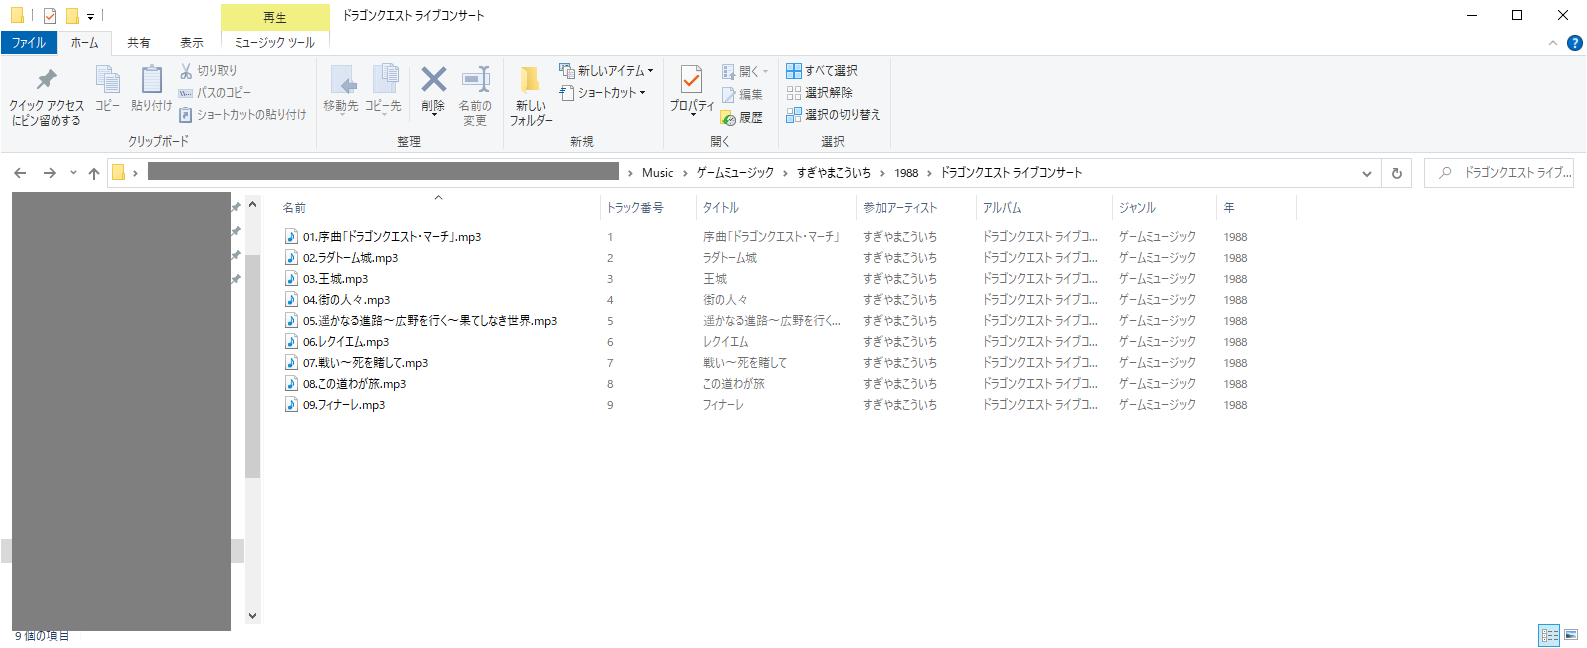 再生
ドラゴンクエスト ライブコンサート
ファイル ホーム 共有 表示 ミュージック ツール
クイック アクセス
にピン留めする
コピー
貼り付け
切り取り
パスのコピー
ショートカットの貼り付け
クリップボード
移動先
コピー先
削除
名前の
変更
整理
新しい
フォルダー
新しいアイテム
ショートカット
新規
プロパティ
開く
編集
履歴
開く
すべて選択
選択解除
選択の切り替え
選択
Music > ゲームミュージック > すぎやまこういち > 1988 > ドラゴンクエスト ライブコンサート
ドラゴンクエスト ライブ...
名前 トラック番号 タイトル 参加アーティスト アルバム ジャンル 年
01.序曲「ドラゴンクエスト・マーチ」.mp3 1 序曲「ドラゴンクエスト・マーチ」 すぎやまこういち ドラゴンクエスト ライブコ... ゲームミュージック 1988
02.ラダトーム城.mp3 2 ラダトーム城 すぎやまこういち ドラゴンクエスト ライブコ... ゲームミュージック 1988
03.王城.mp3 3 王城 すぎやまこういち ドラゴンクエスト ライブコ... ゲームミュージック 1988
04.街の人々.mp3 4 街の人々 すぎやまこういち ドラゴンクエスト ライブコ... ゲームミュージック 1988
05.遥かなる進路～広野を行く～果てしなき世界.mp3 5 遥かなる進路～広野を行く... すぎやまこういち ドラゴンクエスト ライブコ... ゲームミュージック 1988
06.レクイエム.mp3 6 レクイエム すぎやまこういち ドラゴンクエスト ライブコ... ゲームミュージック 1988
07.戦い～死を賭して.mp3 7 戦い～死を賭して すぎやまこういち ドラゴンクエスト ライブコ... ゲームミュージック 1988
08.この道わが旅.mp3 8 この道わが旅 すぎやまこういち ドラゴンクエスト ライブコ... ゲームミュージック 1988
09.フィナーレ.mp3 9 フィナーレ すぎやまこういち ドラゴンクエスト ライブコ... ゲームミュージック 1988
9 個の項目